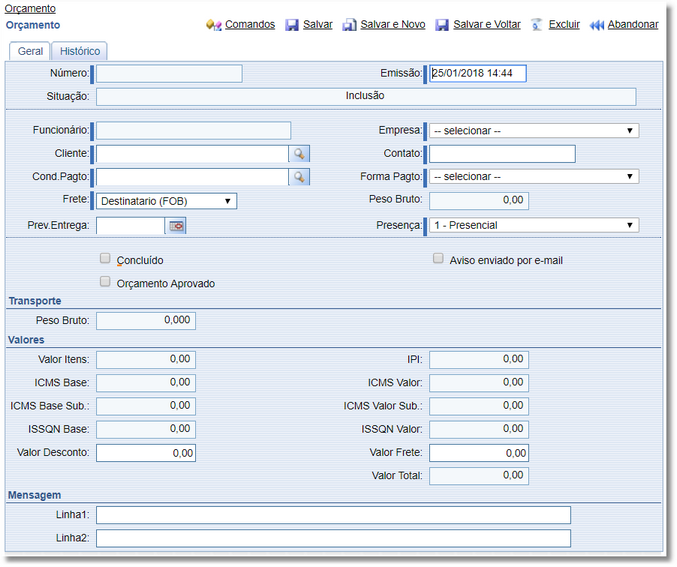 Orçamento
Orçamento Comandos Salvar Salvar e Novo Salvar e Voltar Excluir Abandonar
Geral Histórico
Número: Emissão: 25/01/2018 14:44
Situação: Inclusão
Funcionário: Empresa: -- selecionar --
Cliente: Contato:
Cond.Pagto: Forma Pagto: -- selecionar --
Frete: Destinatario (FOB) Peso Bruto: 0,00
Prev.Entrega: Presença: 1 - Presencial
Concluído Aviso enviado por e-mail
Orçamento Aprovado
Transporte
Peso Bruto: 0,000
Valores
Valor Itens: 0,00 IPI: 0,00
ICMS Base: 0,00 ICMS Valor: 0,00
ICMS Base Sub.: 0,00 ICMS Valor Sub.: 0,00
ISSQN Base: 0,00 ISSQN Valor: 0,00
Valor Desconto: 0,00 Valor Frete: 0,00
Valor Total: 0,00
Mensagem
Linha1:
Linha2: